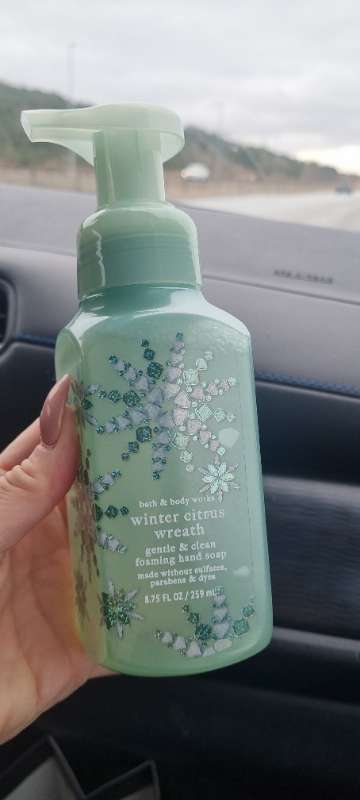 bath & body works
winter citrus
wreath
gentle & clean
foaming hand soap
made without sulfates,
parabens & dyes
8.75 FL OZ / 259 mL